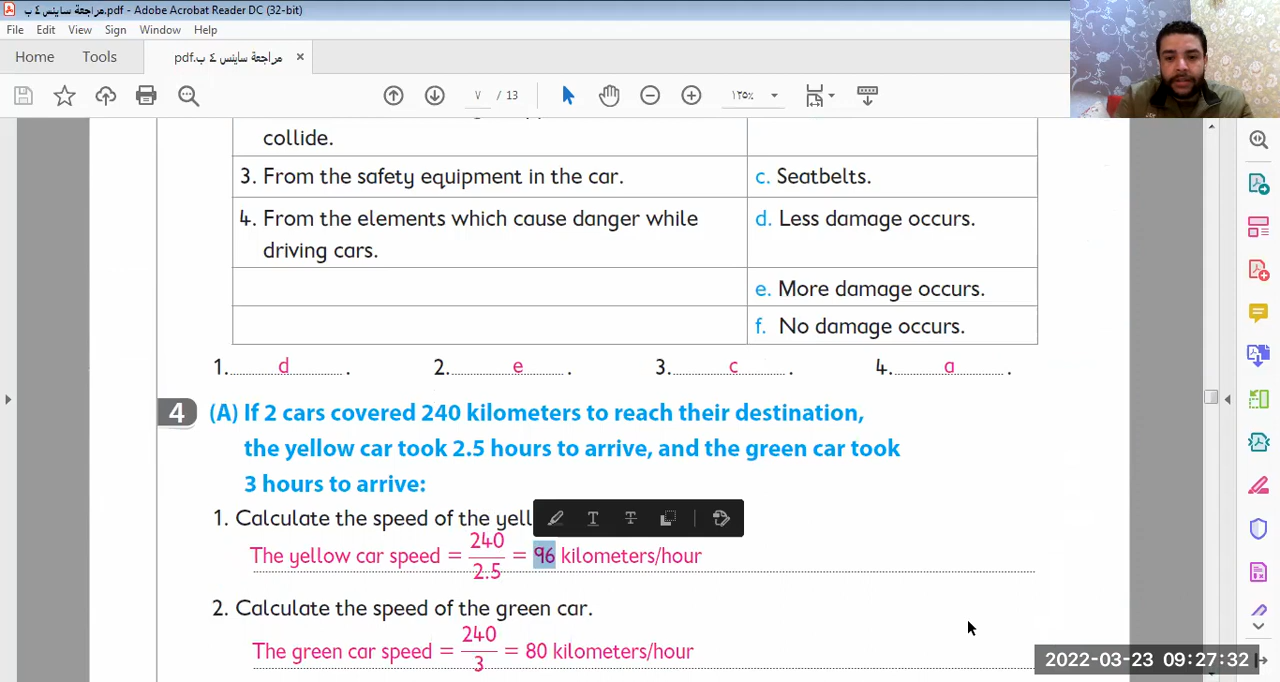 مراجعة ساينس ٤ ب.pdf - Adobe Acrobat Reader DC (32-bit)
File Edit View Sign Window Help
Home Tools مراجعة ساينس ٤ ب.pdf ×
٧ / 13 ١٢٥%
collide.
3. From the safety equipment in the car. c. Seatbelts.
4. From the elements which cause danger while d. Less damage occurs.
driving cars.
e. More damage occurs.
f. No damage occurs.
1. d . 2. e . 3. c . 4. a .
4 (A) If 2 cars covered 240 kilometers to reach their destination,
the yellow car took 2.5 hours to arrive, and the green car took
3 hours to arrive:
1. Calculate the speed of the yell
The yellow car speed = 240/2.5 = 96 kilometers/hour
2. Calculate the speed of the green car.
The green car speed = 240/3 = 80 kilometers/hour
2022-03-23 09:27:32